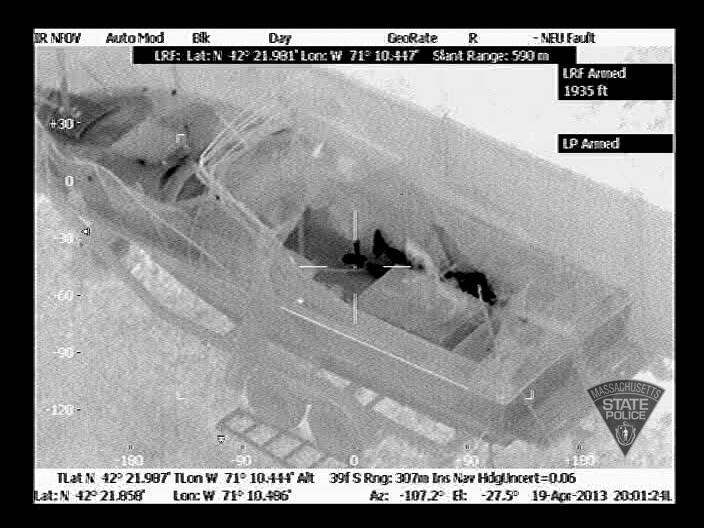 IR NFOV Auto Mod Blk Day GeoRate R - NEU Fault
LRF: Lat: N 42° 21.981' Lon: W 71° 10.447' Slant Range: 590 m
LRF Armed
1935 ft
LP Armed
+30
0
-30
-60
-90
-120
-180 -90 0 +90 +180
MASSACHUSETTS
STATE
POLICE
TLat N 42° 21.987' TLon W 71° 10.444' Alt 39f S Rng: 307m Ins Nav HdgUncert=0.06
Lat: N 42° 21.858' Lon: W 71° 10.486' Az: -107.2° El: -27.5° 19-Apr-2013 20:01:24L